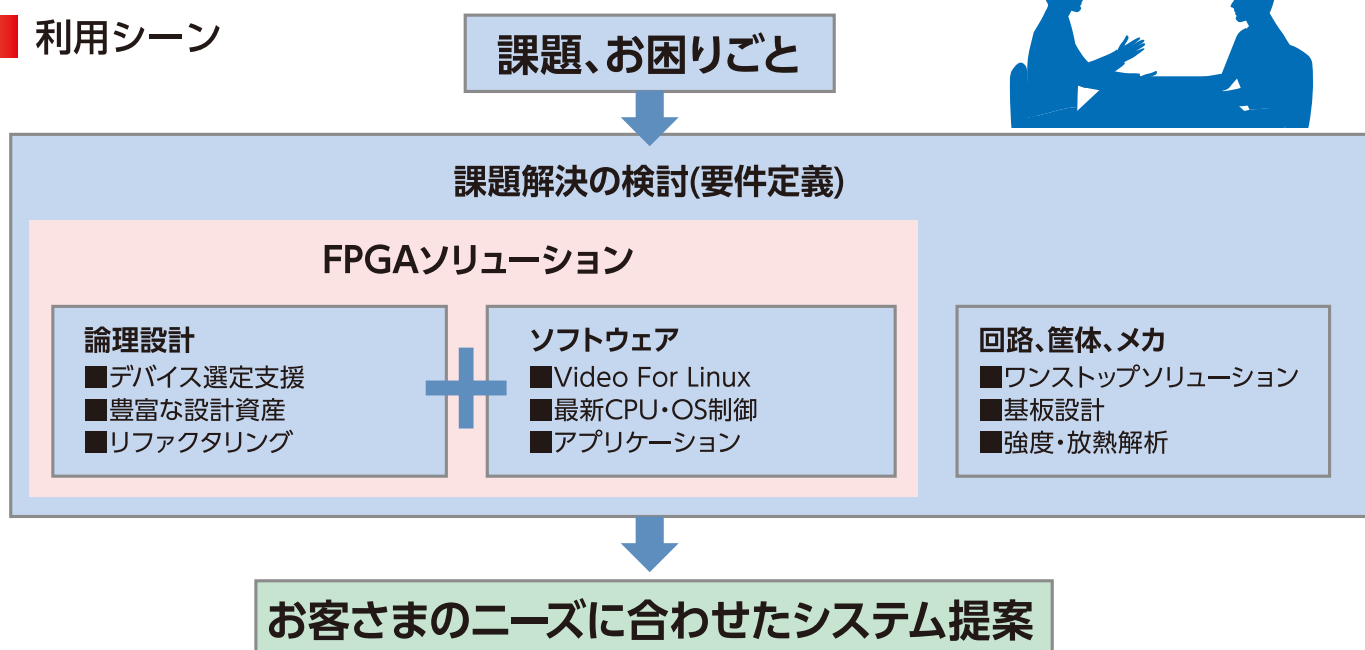 利用シーン
課題、お困りごと
課題解決の検討(要件定義)
FPGAソリューション
論理設計
■デバイス選定支援
■豊富な設計資産
■リファクタリング
ソフトウェア
■Video For Linux
■最新CPU・OS制御
■アプリケーション
回路、筐体、メカ
■ワンストップソリューション
■基板設計
■強度・放熱解析
お客さまのニーズに合わせたシステム提案